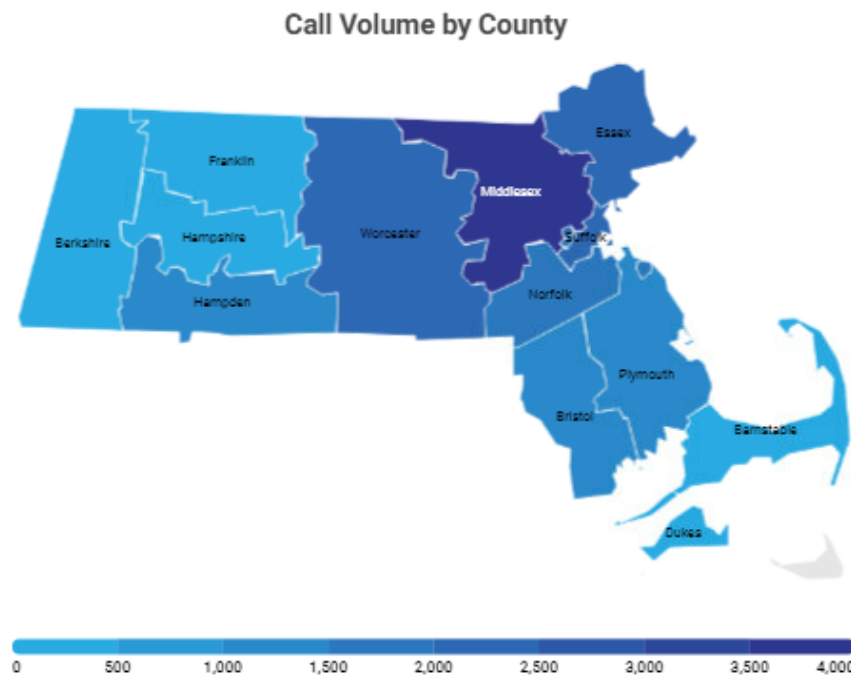 Call Volume by County
Essex
Franklin
Middlesex
Worcester
Suffolk
Hampshire
Berkshire
Norfolk
Hampden
Plymouth
Bristol
Barnstable
Dukes
0 500 1,000 1,500 2,000 2,500 3,000 3,500 4,000